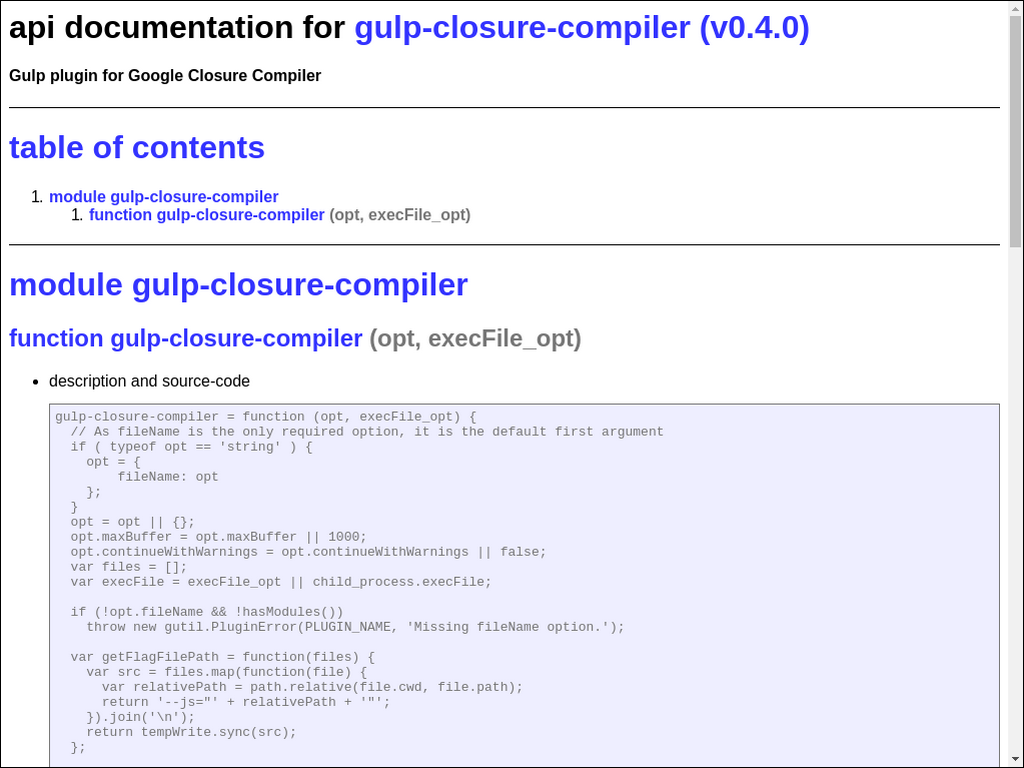 api documentation for gulp-closure-compiler (v0.4.0)
Gulp plugin for Google Closure Compiler
table of contents
1. module gulp-closure-compiler
1. function gulp-closure-compiler (opt, execFile_opt)
module gulp-closure-compiler
function gulp-closure-compiler (opt, execFile_opt)
• description and source-code
gulp-closure-compiler = function (opt, execFile_opt) {
  // As fileName is the only required option, it is the default first argument
  if ( typeof opt == 'string' ) {
    opt = {
        fileName: opt
    };
  }
  opt = opt || {};
  opt.maxBuffer = opt.maxBuffer || 1000;
  opt.continueWithWarnings = opt.continueWithWarnings || false;
  var files = [];
  var execFile = execFile_opt || child_process.execFile;

  if (!opt.fileName && !hasModules())
    throw new gutil.PluginError(PLUGIN_NAME, 'Missing fileName option.');

  var getFlagFilePath = function(files) {
    var src = files.map(function(file) {
      var relativePath = path.relative(file.cwd, file.path);
      return '--js="' + relativePath + '"';
    }).join('\n');
    return tempWrite.sync(src);
  };